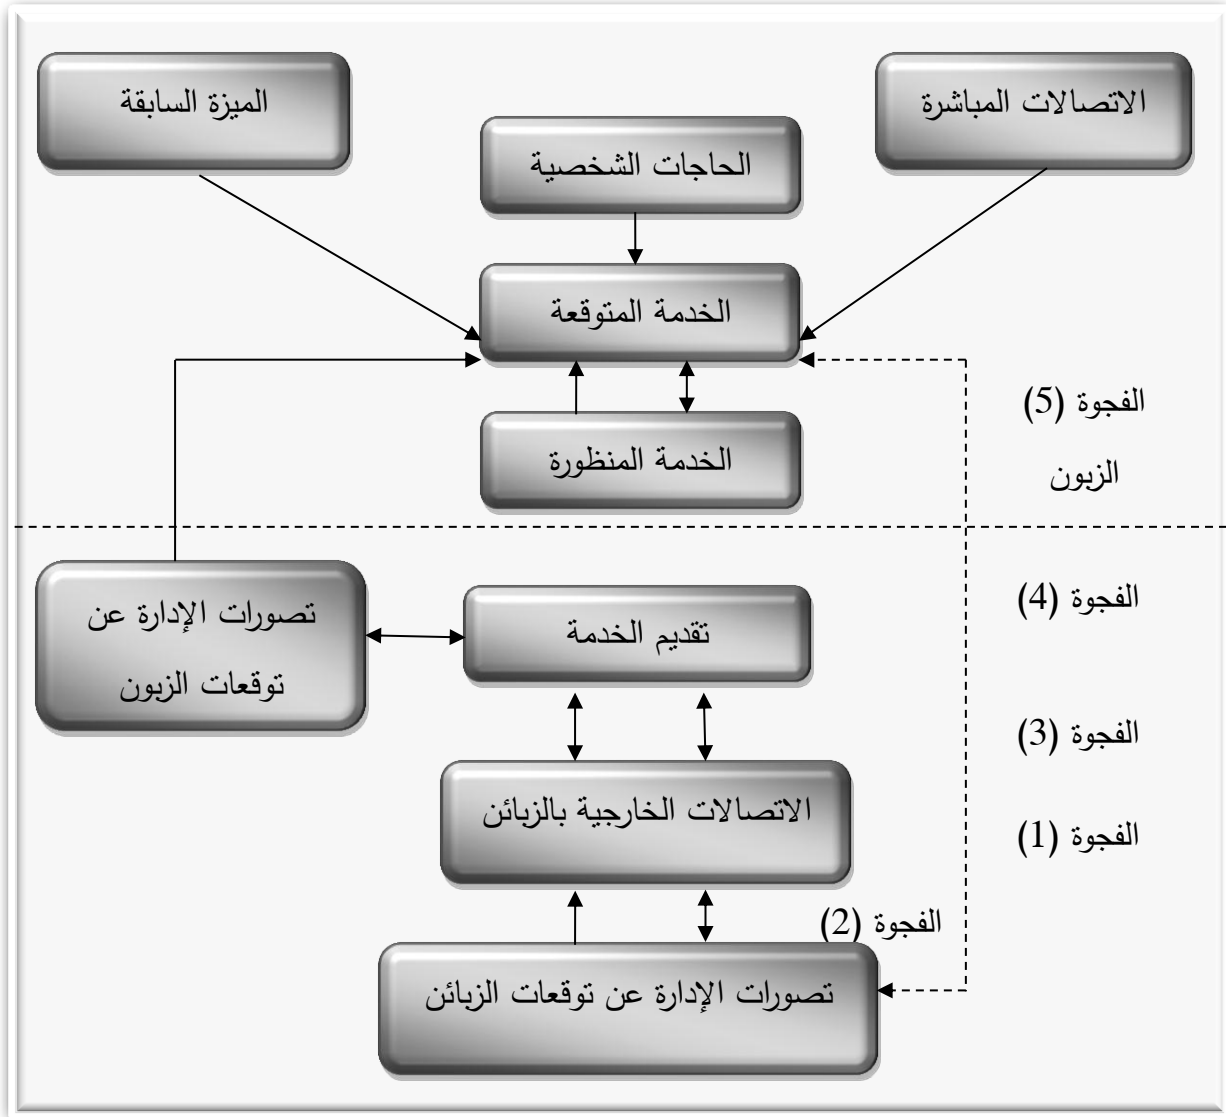 الاتصالات المباشرة
الميزة السابقة
الحاجات الشخصية
الخدمة المتوقعة
الفجوة (5)
الزبون
الخدمة المنظورة
الفجوة (4)
تقديم الخدمة
تصورات الإدارة عن
توقعات الزبون
الفجوة (3)
الاتصالات الخارجية بالزبائن
الفجوة (1)
الفجوة (2)
تصورات الإدارة عن توقعات الزبائن